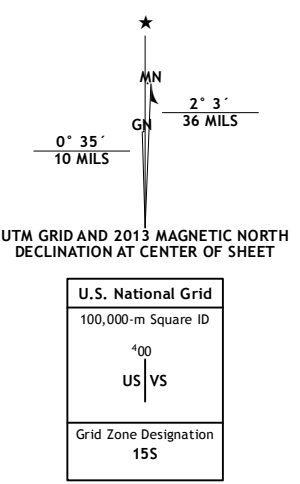 ★
MN
GN
2° 3´
36 MILS
0° 35´
10 MILS
UTM GRID AND 2013 MAGNETIC NORTH
DECLINATION AT CENTER OF SHEET
U.S. National Grid
100,000-m Square ID
⁴00
US VS
Grid Zone Designation
15S